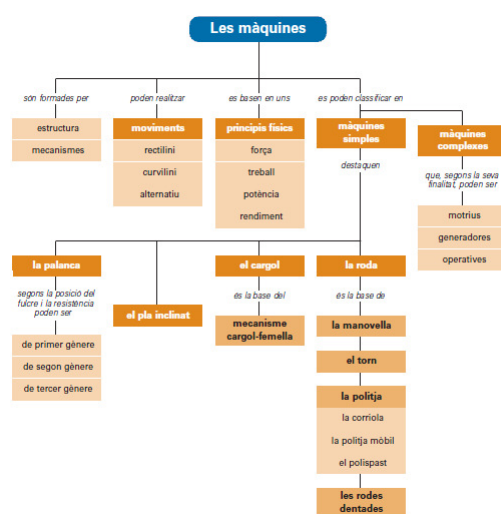 Les màquines
són formades per
estructura
mecanismes
poden realitzar
moviments
rectilini
curvilini
alternatiu
es basen en uns
principis físics
força
treball
potència
rendiment
es poden classificar en
màquines
simples
destaquen
màquines
complexes
que, segons la seva
finalitat, poden ser
motrius
generadores
operatives
la palanca
segons la posició del
fulcre i la resistència
poden ser
de primer gènere
de segon gènere
de tercer gènere
el pla inclinat
el cargol
és la base del
mecanisme
cargol-femella
la roda
és la base de
la manovella
el torn
la politja
la corriola
la politja mòbil
el polispast
les rodes
dentades